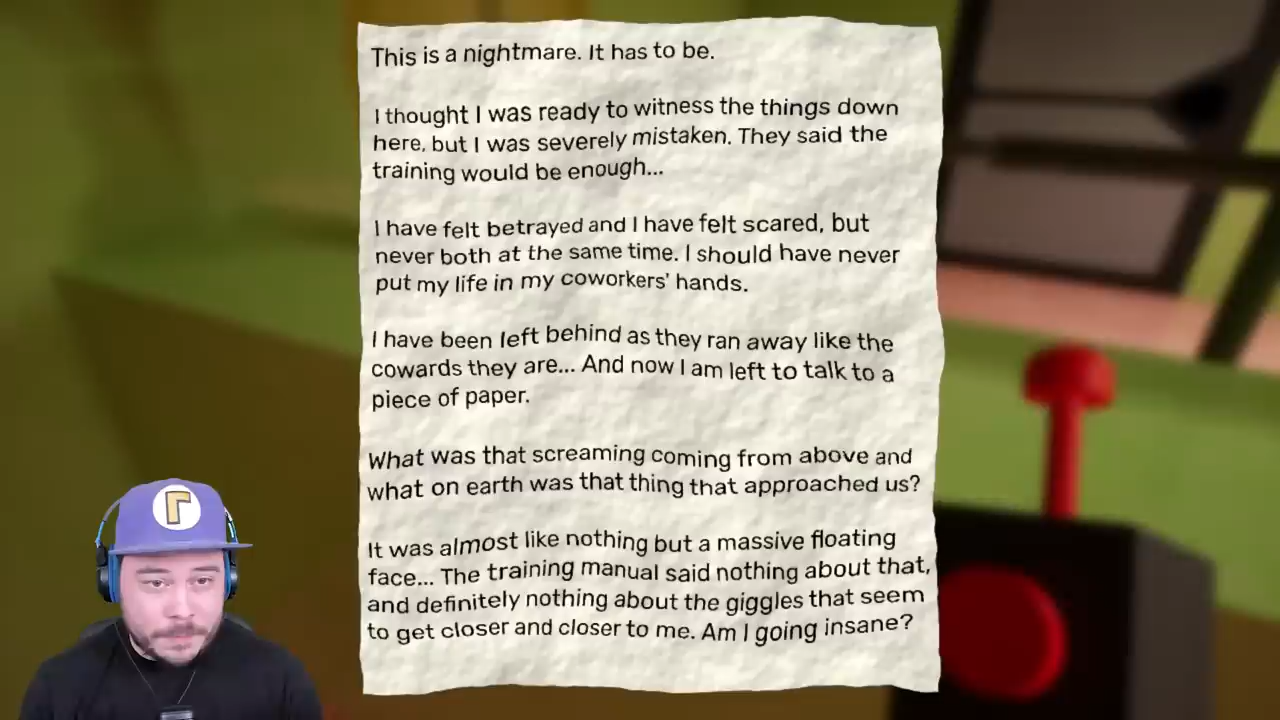 This is a nightmare. It has to be.
I thought I was ready to witness the things down
here, but I was severely mistaken. They said the
training would be enough...
I have felt betrayed and I have felt scared, but
never both at the same time. I should have never
put my life in my coworkers' hands.
I have been left behind as they ran away like the
cowards they are... And now I am left to talk to a
piece of paper.
What was that screaming coming from above and
what on earth was that thing that approached us?
It was almost like nothing but a massive floating
face... The training manual said nothing about that,
and definitely nothing about the giggles that seem
to get closer and closer to me. Am I going insane?